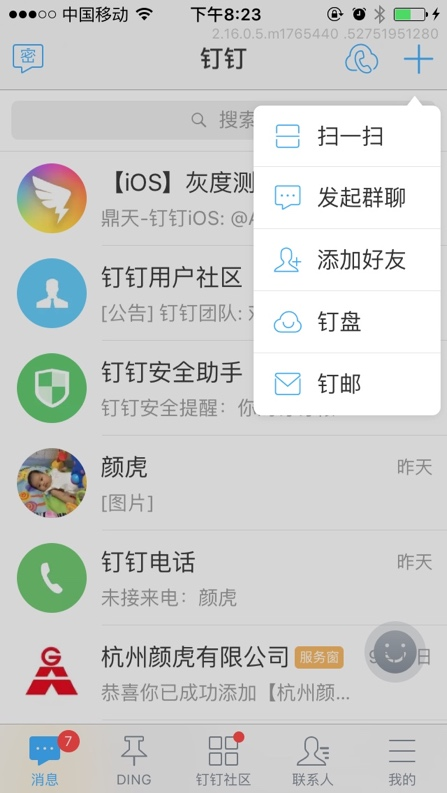 中国移动 下午8:23
2.16.0.5.m1765440 .52751951280
密 钉钉
搜索
扫一扫
发起群聊
添加好友
钉盘
钉邮
【iOS】灰度测
鼎天-钉钉iOS: @A
钉钉用户社区
[公告] 钉钉团队:
钉钉安全助手
钉钉安全提醒：
颜虎 昨天
[图片]
钉钉电话 昨天
未接来电：颜虎
杭州颜虎有限公司 服务窗 日
恭喜你已成功添加【杭州颜...
7
消息 DING 钉钉社区 联系人 我的